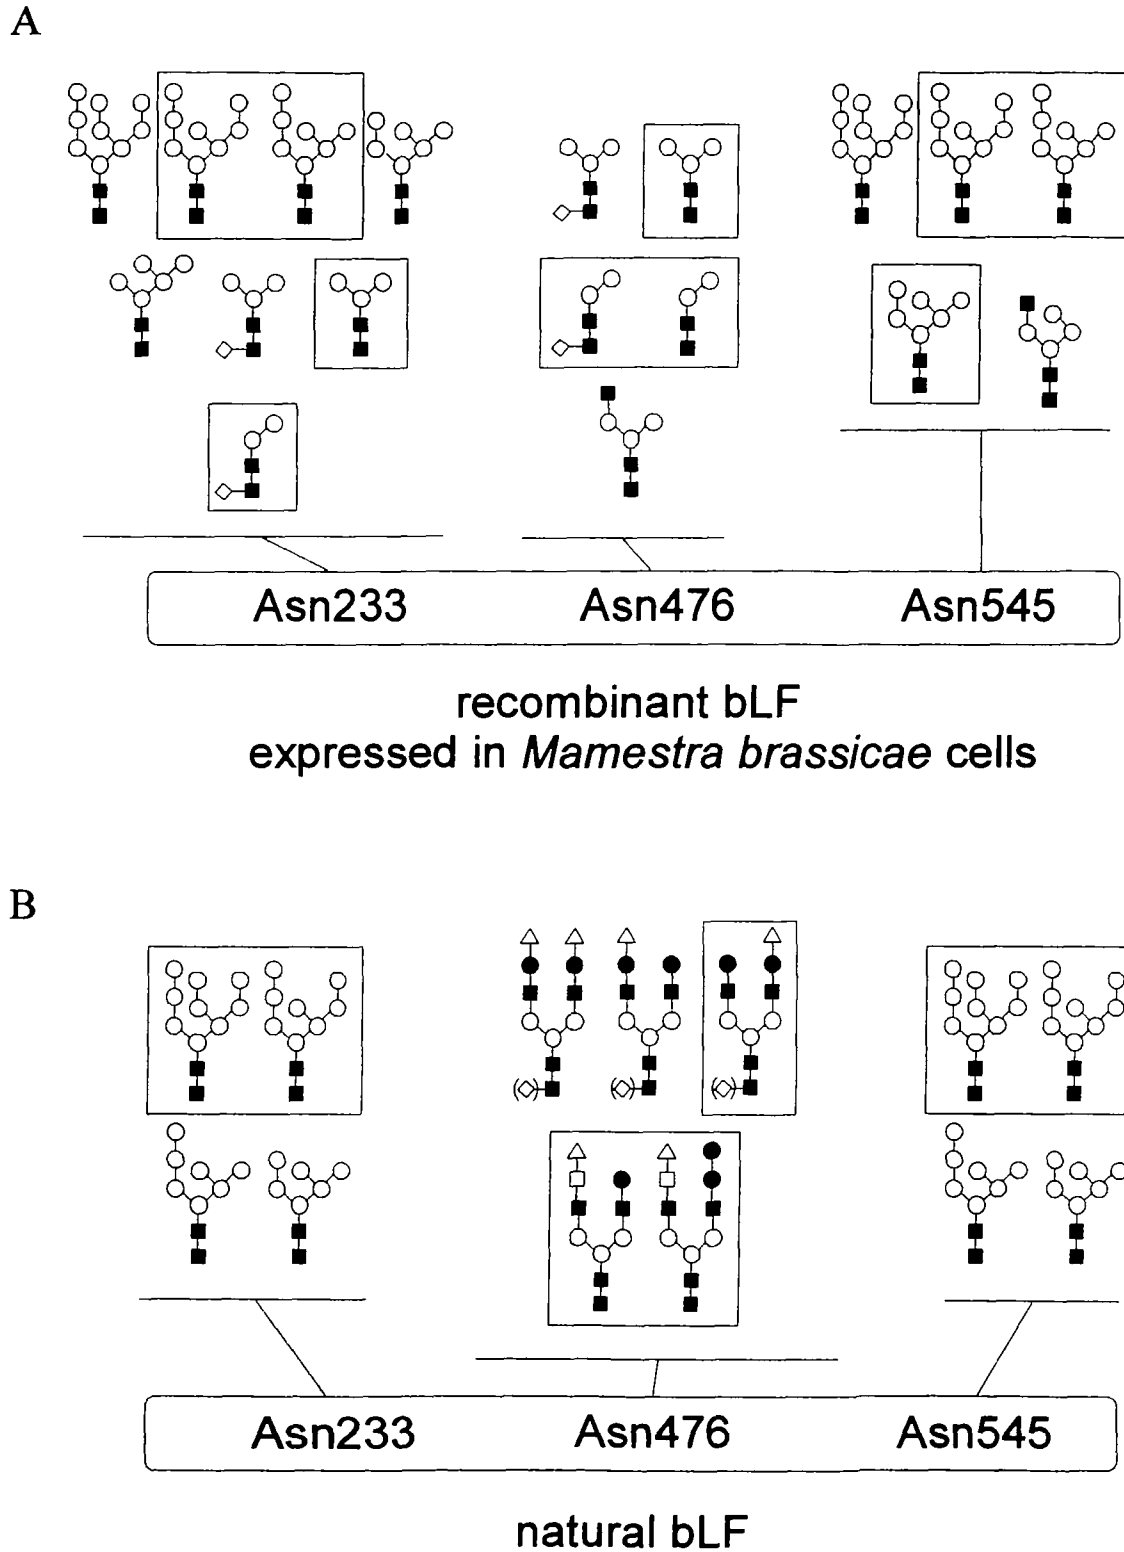 A
Asn233 Asn476 Asn545
recombinant bLF
expressed in Mamestra brassicae cells
B
Asn233 Asn476 Asn545
natural bLF